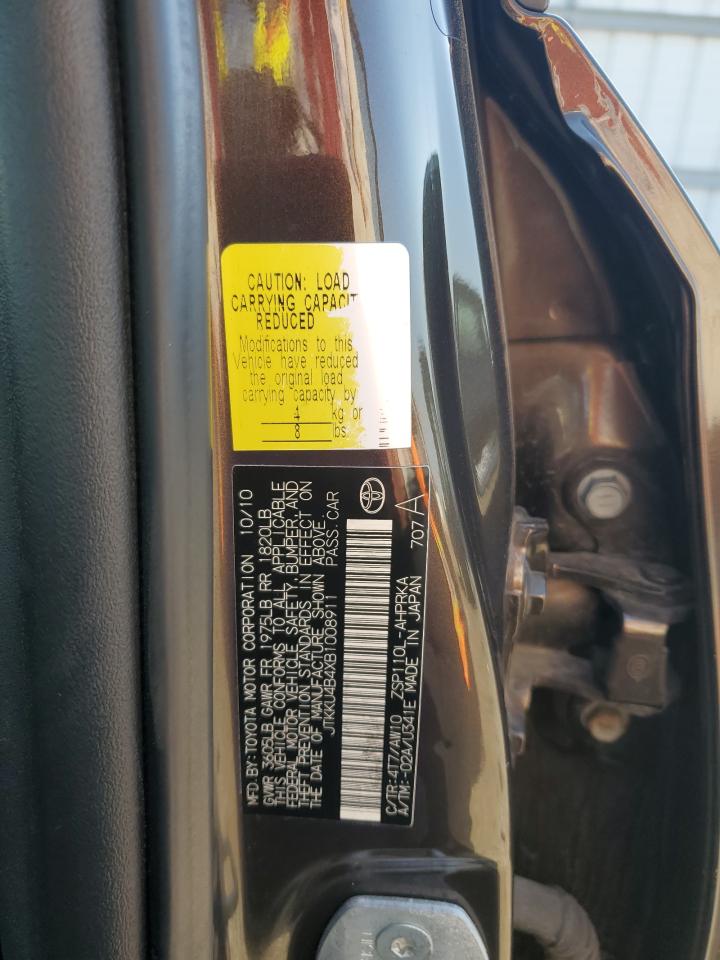 CAUTION: LOAD
CARRYING CAPACIT
REDUCED
Modifications to this
Vehicle have reduced
the original load
carrying capacity by
4 kg or
8 lbs
MFD.BY: TOYOTA MOTOR CORPORATION 10/10
GVWR 3605LB GAWR FR 1975LB RR 1820LB
THIS VEHICLE CONFORMS TO ALL APPLICABLE
FEDERAL MOTOR VEHICLE SAFETY, BUMPER AND
THEFT PREVENTION STANDARDS IN EFFECT ON
THE DATE OF MANUFACTURE SHOWN ABOVE.
JTKKU4B4XB1008911 PASS CAR
C/TR:4T7/AW10 ZSP110L-AHPRKA
A/TM:-02A/U341E MADE IN JAPAN 707A